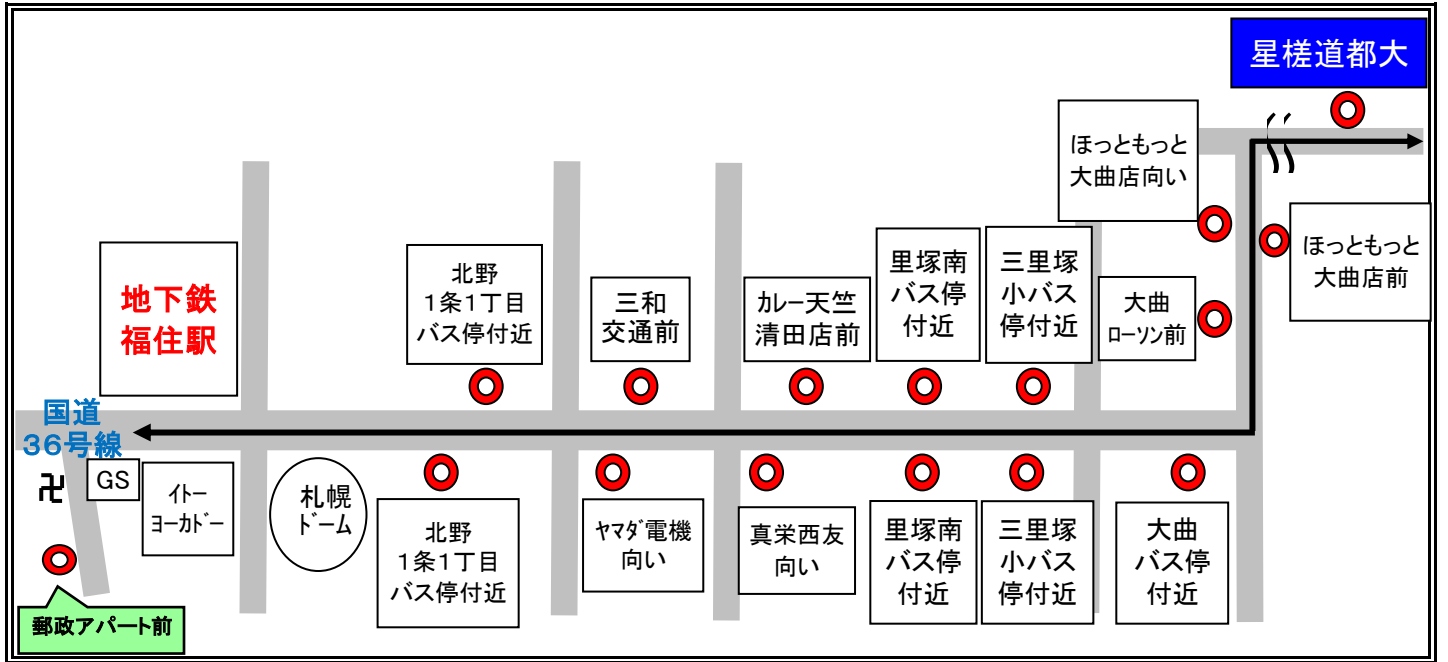 星槎道都大
ほっともっと
大曲店向い
ほっともっと
大曲店前
地下鉄
福住駅
北野
1条1丁目
バス停付近
三和
交通前
カレー天竺
清田店前
里塚南
バス停
付近
三里塚
小バス
停付近
大曲
ローソン前
国道
36号線
卍
GS
イトー
ヨーカドー
札幌
ドーム
北野
1条1丁目
バス停付近
ヤマダ電機
向い
真栄西友
向い
里塚南
バス停
付近
三里塚
小バス
停付近
大曲
バス停
付近
郵政アパート前